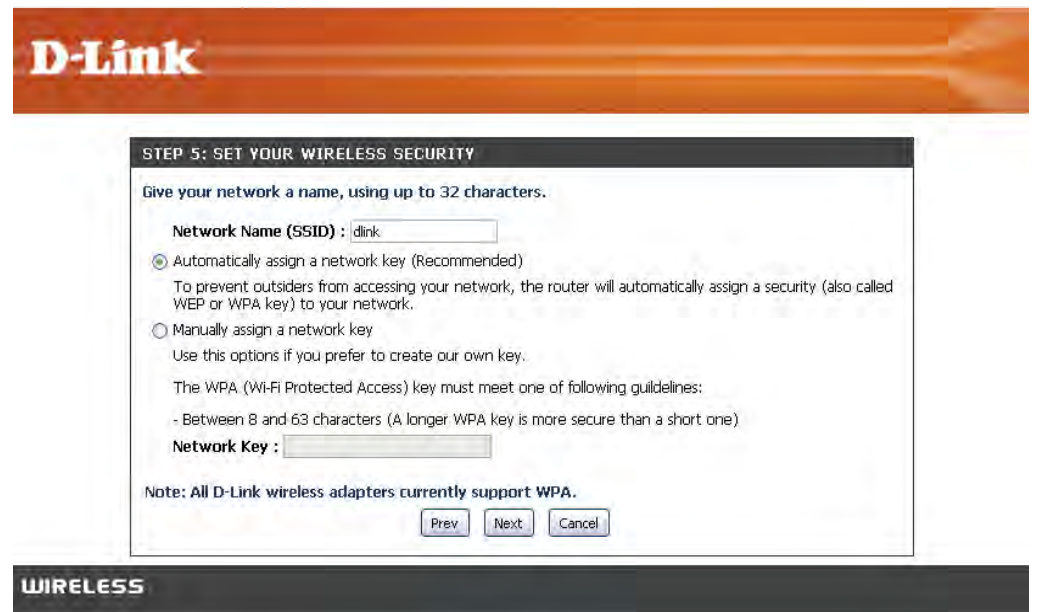 D-Link
STEP 5: SET YOUR WIRELESS SECURITY
Give your network a name, using up to 32 characters.
Network Name (SSID) : dlink
Automatically assign a network key (Recommended)
To prevent outsiders from accessing your network, the router will automatically assign a security (also called
WEP or WPA key) to your network.
Manually assign a network key
Use this options if you prefer to create our own key.
The WPA (Wi-Fi Protected Access) key must meet one of following guildelines:
- Between 8 and 63 characters (A longer WPA key is more secure than a short one)
Network Key :
Note: All D-Link wireless adapters currently support WPA.
Prev Next Cancel
WIRELESS